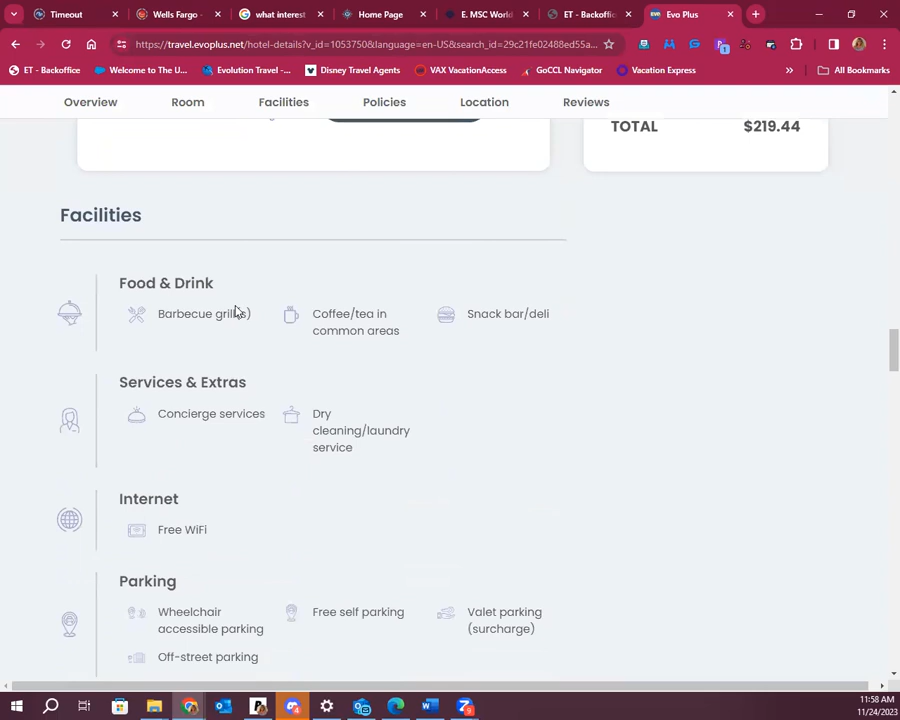 Timeout
Wells Fargo -
what interest
Home Page
E. MSC World
ET - Backoffic
Evo Plus
https://travel.evoplus.net/hotel-details?v_id=1053750&language=en-US&search_id=29c21fe02488ed55a...
ET - Backoffice
Welcome to The U...
Evolution Travel -...
Disney Travel Agents
VAX VacationAccess
GoCCL Navigator
Vacation Express
»
All Bookmarks
Overview
Room
Facilities
Policies
Location
Reviews
TOTAL
$219.44
Facilities
Food & Drink
Barbecue grill(s)
Coffee/tea in
common areas
Snack bar/deli
Services & Extras
Concierge services
Dry
cleaning/laundry
service
Internet
Free WiFi
Parking
Wheelchair
accessible parking
Free self parking
Valet parking
(surcharge)
Off-street parking
11:58 AM
11/24/2023